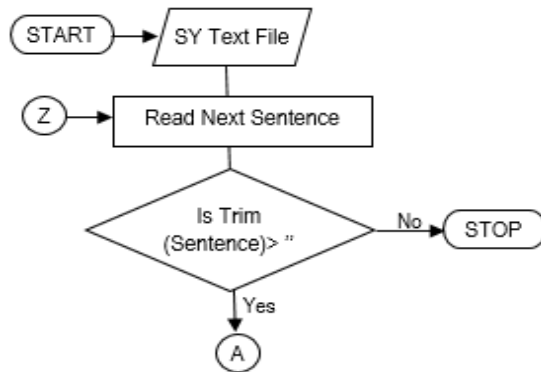 START
SY Text File
Z
Read Next Sentence
Is Trim
(Sentence)> ”
No
STOP
Yes
A